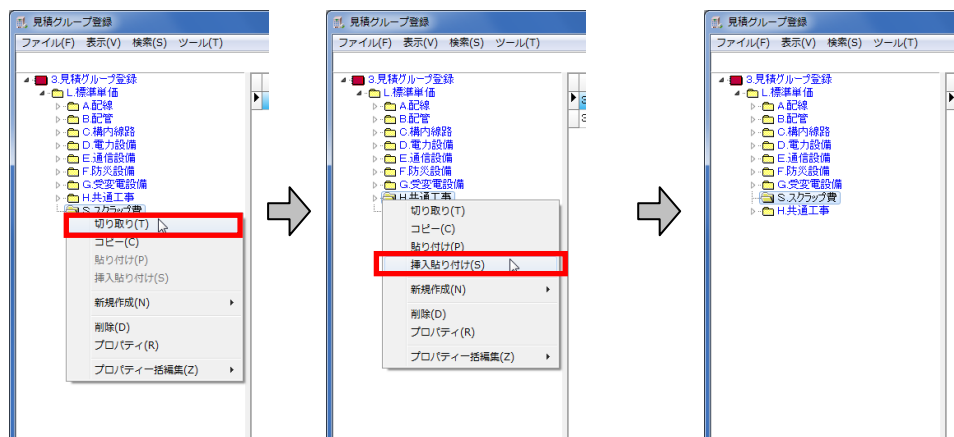 見積グループ登録
ファイル(F) 表示(V) 検索(S) ツール(T)
3.見積グループ登録
L.標準単価
A.配線
B.配管
C.構内線路
D.電力設備
E.通信設備
F.防災設備
G.受変電設備
H.共通工事
S.スクラップ費
切り取り(T)
コピー(C)
貼り付け(P)
挿入貼り付け(S)
新規作成(N)
削除(D)
プロパティ(R)
プロパティ一括編集(Z)
見積グループ登録
ファイル(F) 表示(V) 検索(S) ツール(T)
3.見積グループ登録
L.標準単価
A.配線
B.配管
C.構内線路
D.電力設備
E.通信設備
F.防災設備
G.受変電設備
H.共通工事
切り取り(T)
コピー(C)
貼り付け(P)
挿入貼り付け(S)
新規作成(N)
削除(D)
プロパティ(R)
プロパティ一括編集(Z)
見積グループ登録
ファイル(F) 表示(V) 検索(S) ツール(T)
3.見積グループ登録
L.標準単価
A.配線
B.配管
C.構内線路
D.電力設備
E.通信設備
F.防災設備
G.受変電設備
S.スクラップ費
H.共通工事